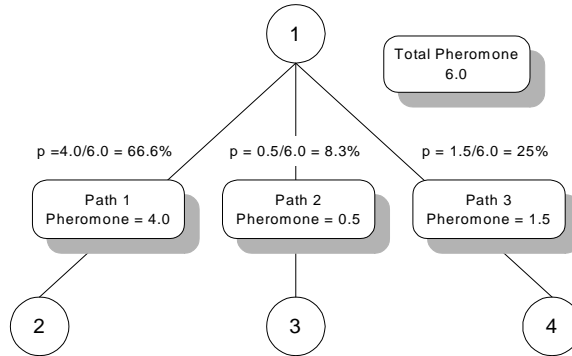 1
Total Pheromone
6.0
p =4.0/6.0 = 66.6%
p = 0.5/6.0 = 8.3%
p = 1.5/6.0 = 25%
Path 1
Pheromone = 4.0
Path 2
Pheromone = 0.5
Path 3
Pheromone = 1.5
2
3
4